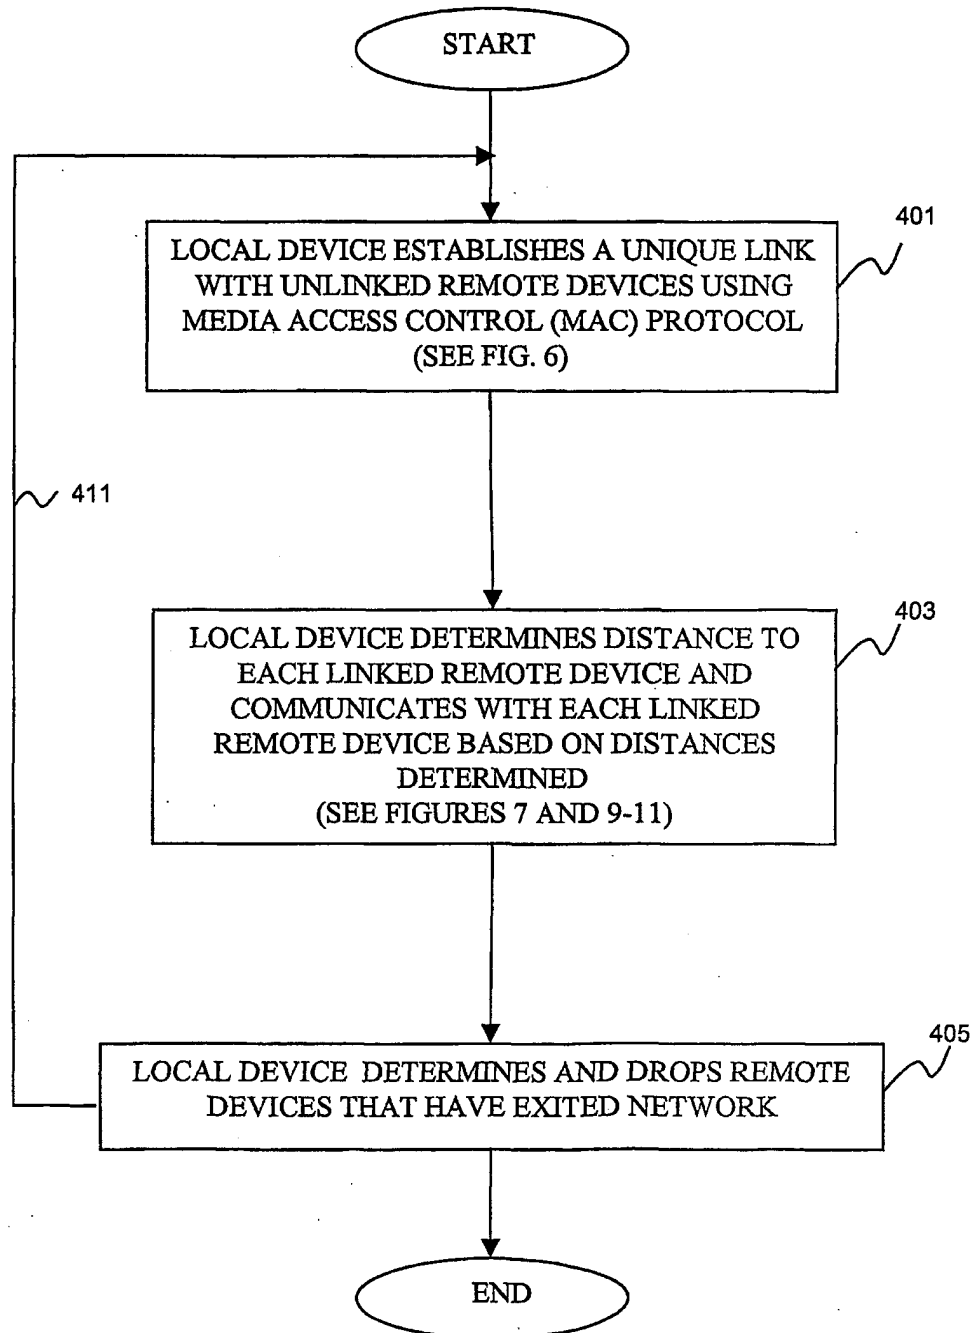 START
401
LOCAL DEVICE ESTABLISHES A UNIQUE LINK
WITH UNLINKED REMOTE DEVICES USING
MEDIA ACCESS CONTROL (MAC) PROTOCOL
(SEE FIG. 6)
411
403
LOCAL DEVICE DETERMINES DISTANCE TO
EACH LINKED REMOTE DEVICE AND
COMMUNICATES WITH EACH LINKED
REMOTE DEVICE BASED ON DISTANCES
DETERMINED
(SEE FIGURES 7 AND 9-11)
405
LOCAL DEVICE DETERMINES AND DROPS REMOTE
DEVICES THAT HAVE EXITED NETWORK
END